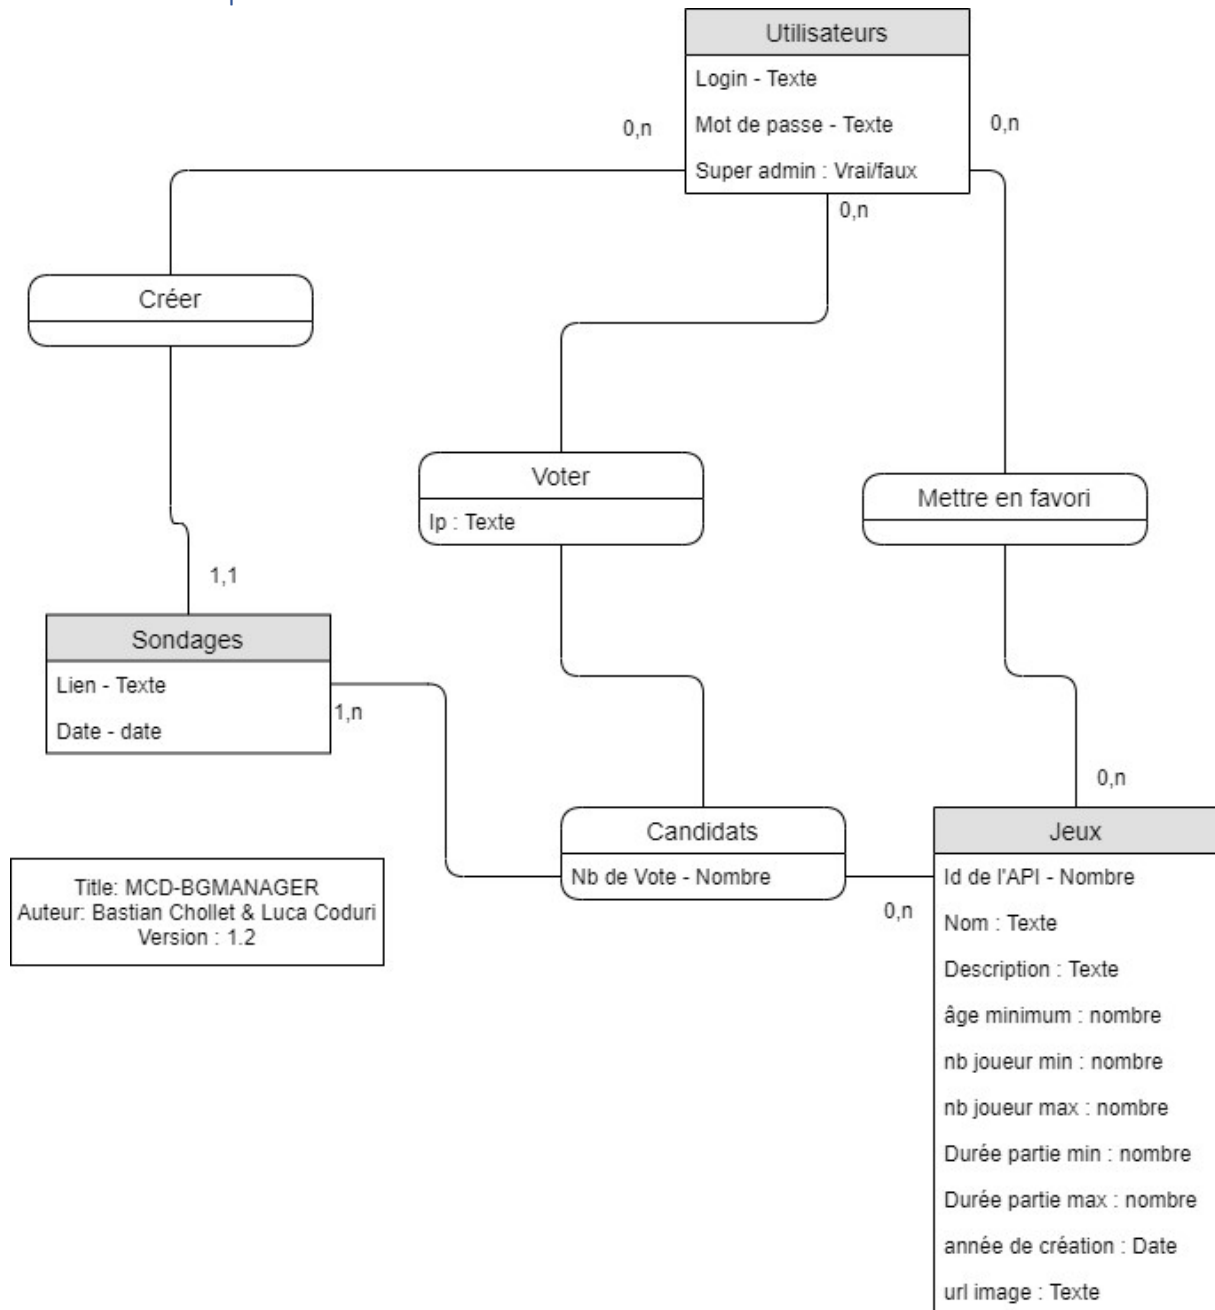 Utilisateurs
Login - Texte
Mot de passe - Texte
Super admin : Vrai/faux
0,n
0,n
0,n
Créer
Voter
Ip : Texte
Mettre en favori
1,1
Sondages
Lien - Texte
Date - date
1,n
0,n
Candidats
Nb de Vote - Nombre
0,n
Jeux
Id de l'API - Nombre
Nom : Texte
Description : Texte
âge minimum : nombre
nb joueur min : nombre
nb joueur max : nombre
Durée partie min : nombre
Durée partie max : nombre
année de création : Date
url image : Texte
Title: MCD-BGMANAGER
Auteur: Bastian Chollet & Luca Coduri
Version : 1.2